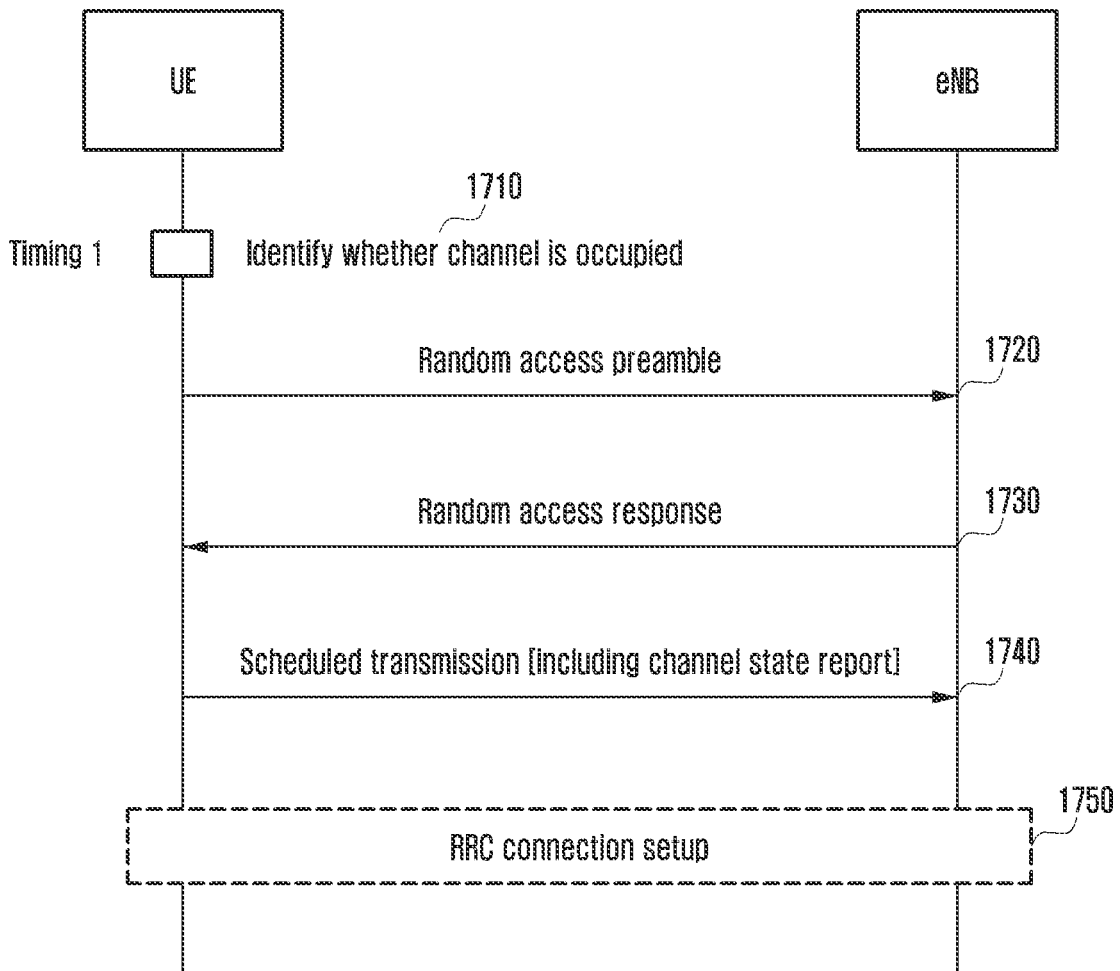 UE
eNB
1710
Timing 1
Identify whether channel is occupied
1720
Random access preamble
1730
Random access response
1740
Scheduled transmission [including channel state report]
1750
RRC connection setup